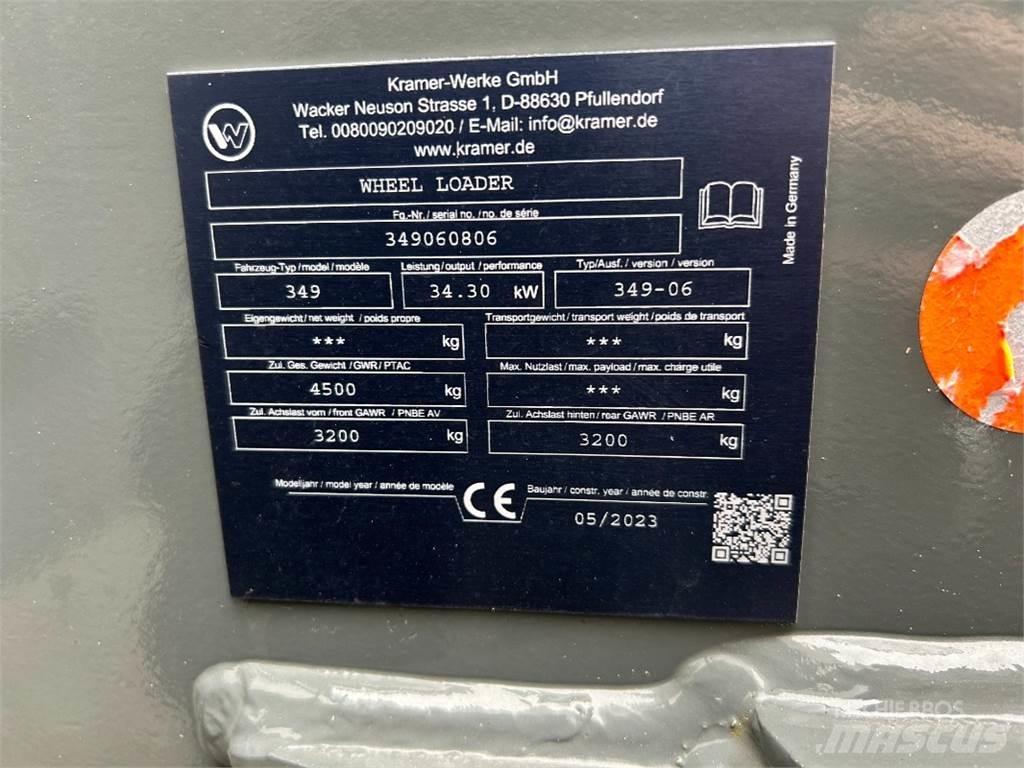 Kramer-Werke GmbH
Wacker Neuson Strasse 1, D-88630 Pfullendorf
Tel. 0080090209020 / E-Mail: info@kramer.de
www.kramer.de
WHEEL LOADER
Fg.-Nr./ serial no. / no. de série
349060806
Made in Germany
Fahrzeug-Typ / model / modèle Leistung / output / performance Typ/Ausf. / version / version
349 34.30 kW 349-06
Eigengewicht / net weight / poids propre Transportgewicht / transport weight / poids de transport
*** kg *** kg
Zul. Ges. Gewicht / GWR / PTAC Max. Nutzlast / max. payload / max. charge utile
4500 kg *** kg
Zul. Achslast vorn / front GAWR / PNBE AV Zul. Achslast hinten / rear GAWR / PNBE AR
3200 kg 3200 kg
Modelljahr / model year / année de modèle CE Baujahr / constr. year / année de constr.
05/2023
MACHINERIOS
MASCUS